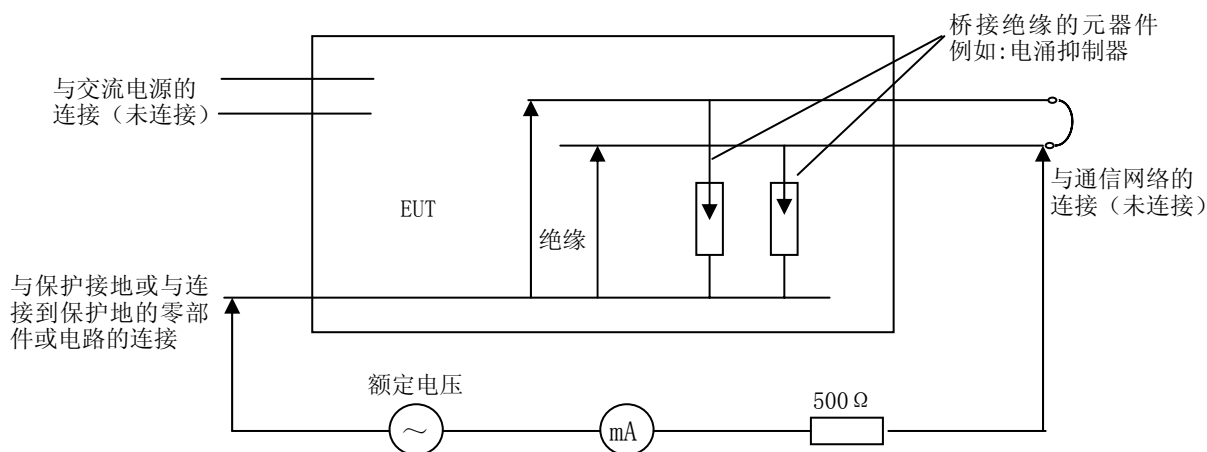 桥接绝缘的元器件
例如:电涌抑制器
与交流电源的
连接（未连接）
与通信网络的
连接（未连接）
EUT
绝缘
与保护接地或与连
接到保护地的零部
件或电路的连接
额定电压
500Ω
～
mA